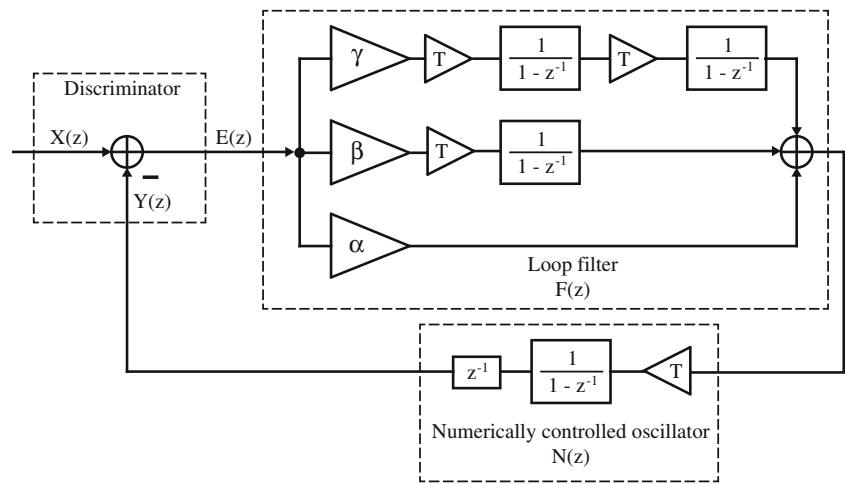 Discriminator
X(z)
E(z)
Y(z)
γ
T
1
1 - z⁻¹
T
1
1 - z⁻¹
β
T
1
1 - z⁻¹
α
Loop filter
F(z)
z⁻¹
1
1 - z⁻¹
T
Numerically controlled oscillator
N(z)